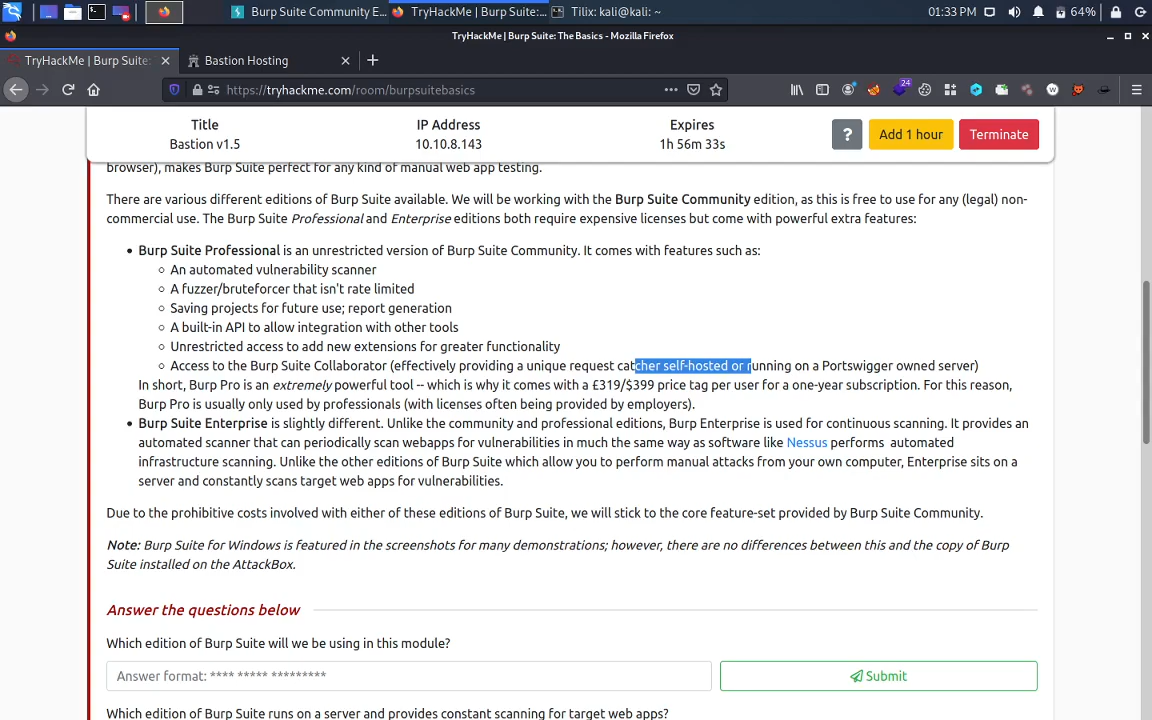 Burp Suite Community E...
TryHackMe | Burp Suite:...
Tilix: kali@kali: ~
01:33 PM
64%
TryHackMe | Burp Suite: The Basics - Mozilla Firefox
TryHackMe | Burp Suite:
Bastion Hosting
https://tryhackme.com/room/burpsuitebasics
24
Title
Bastion v1.5
IP Address
10.10.8.143
Expires
1h 56m 33s
?
Add 1 hour
Terminate
browser), makes Burp Suite perfect for any kind of manual web app testing.
There are various different editions of Burp Suite available. We will be working with the Burp Suite Community edition, as this is free to use for any (legal) non-
commercial use. The Burp Suite Professional and Enterprise editions both require expensive licenses but come with powerful extra features:
• Burp Suite Professional is an unrestricted version of Burp Suite Community. It comes with features such as:
◦ An automated vulnerability scanner
◦ A fuzzer/bruteforcer that isn't rate limited
◦ Saving projects for future use; report generation
◦ A built-in API to allow integration with other tools
◦ Unrestricted access to add new extensions for greater functionality
◦ Access to the Burp Suite Collaborator (effectively providing a unique request catcher self-hosted or running on a Portswigger owned server)
In short, Burp Pro is an extremely powerful tool -- which is why it comes with a £319/$399 price tag per user for a one-year subscription. For this reason,
Burp Pro is usually only used by professionals (with licenses often being provided by employers).
• Burp Suite Enterprise is slightly different. Unlike the community and professional editions, Burp Enterprise is used for continuous scanning. It provides an
automated scanner that can periodically scan webapps for vulnerabilities in much the same way as software like Nessus performs automated
infrastructure scanning. Unlike the other editions of Burp Suite which allow you to perform manual attacks from your own computer, Enterprise sits on a
server and constantly scans target web apps for vulnerabilities.
Due to the prohibitive costs involved with either of these editions of Burp Suite, we will stick to the core feature-set provided by Burp Suite Community.
Note: Burp Suite for Windows is featured in the screenshots for many demonstrations; however, there are no differences between this and the copy of Burp
Suite installed on the AttackBox.
Answer the questions below
Which edition of Burp Suite will we be using in this module?
Answer format: **** ***** *********
Submit
Which edition of Burp Suite runs on a server and provides constant scanning for target web apps?